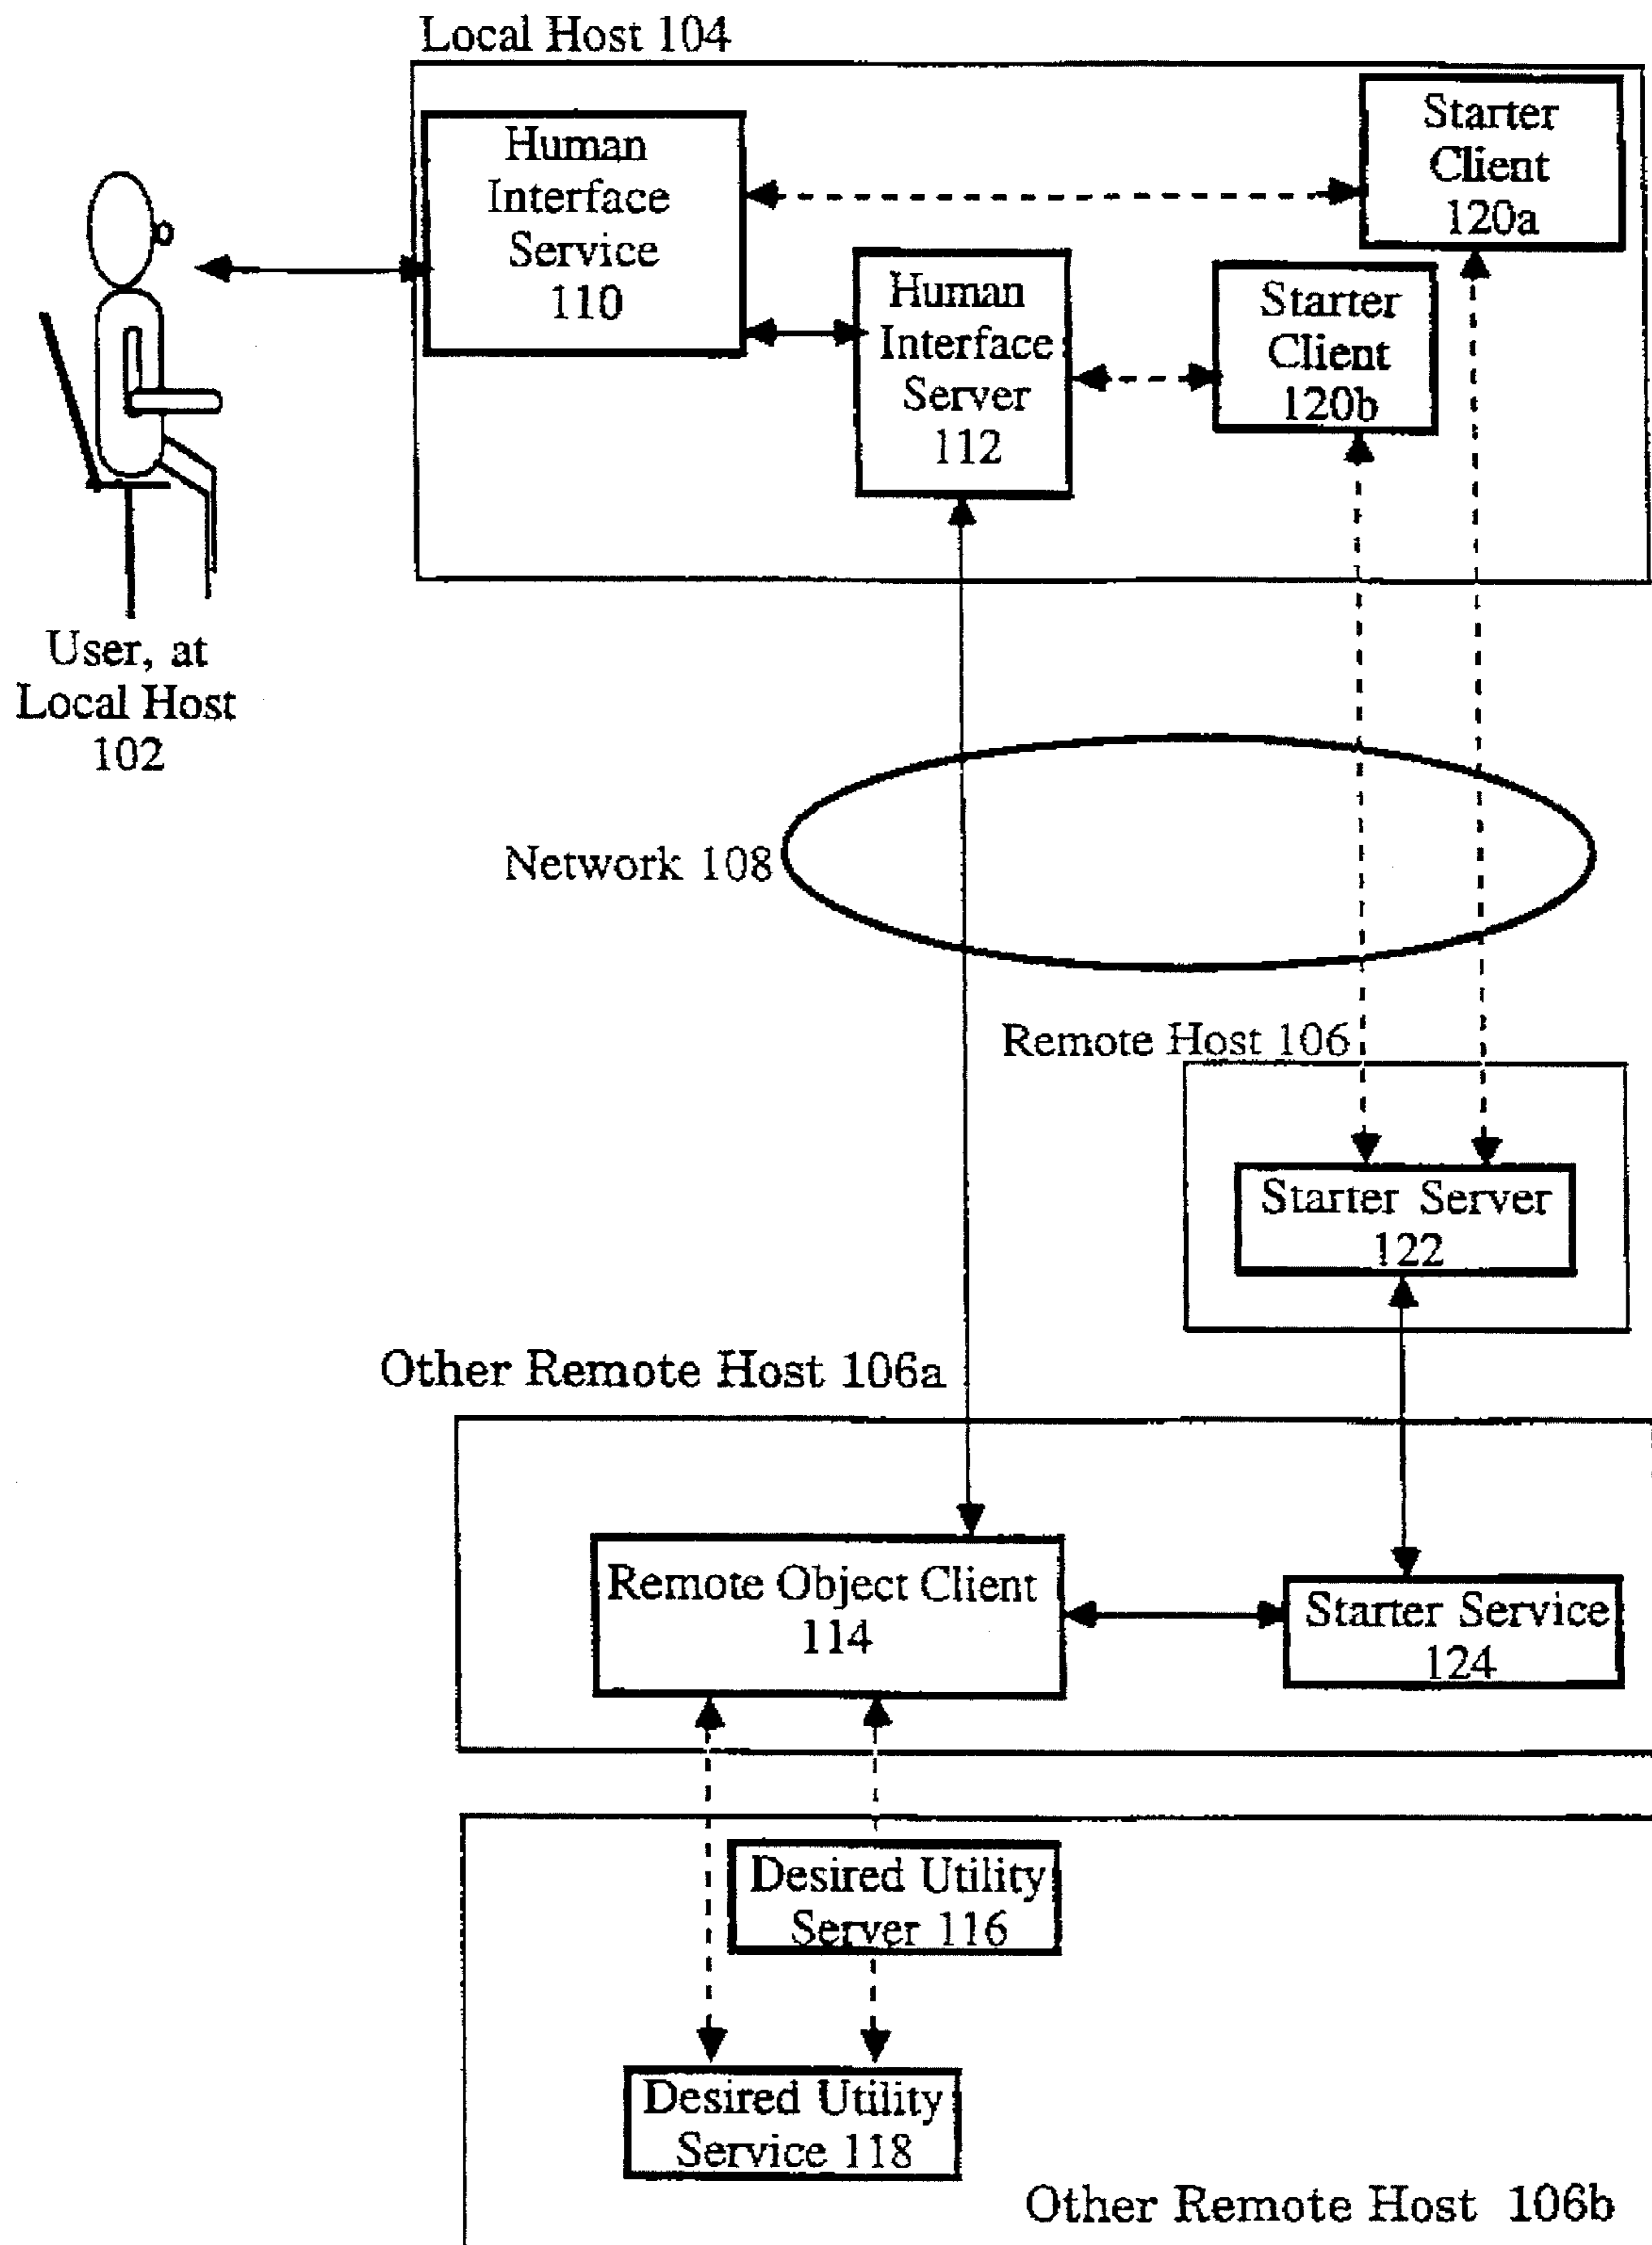 Local Host 104
Human
Interface
Service
110
Starter
Client
120a
Human
Interface
Server
112
Starter
Client
120b
User, at
Local Host
102
Network 108
Remote Host 106
Starter Server
122
Other Remote Host 106a
Remote Object Client
114
Starter Service
124
Desired Utility
Server 116
Desired Utility
Service 118
Other Remote Host 106b